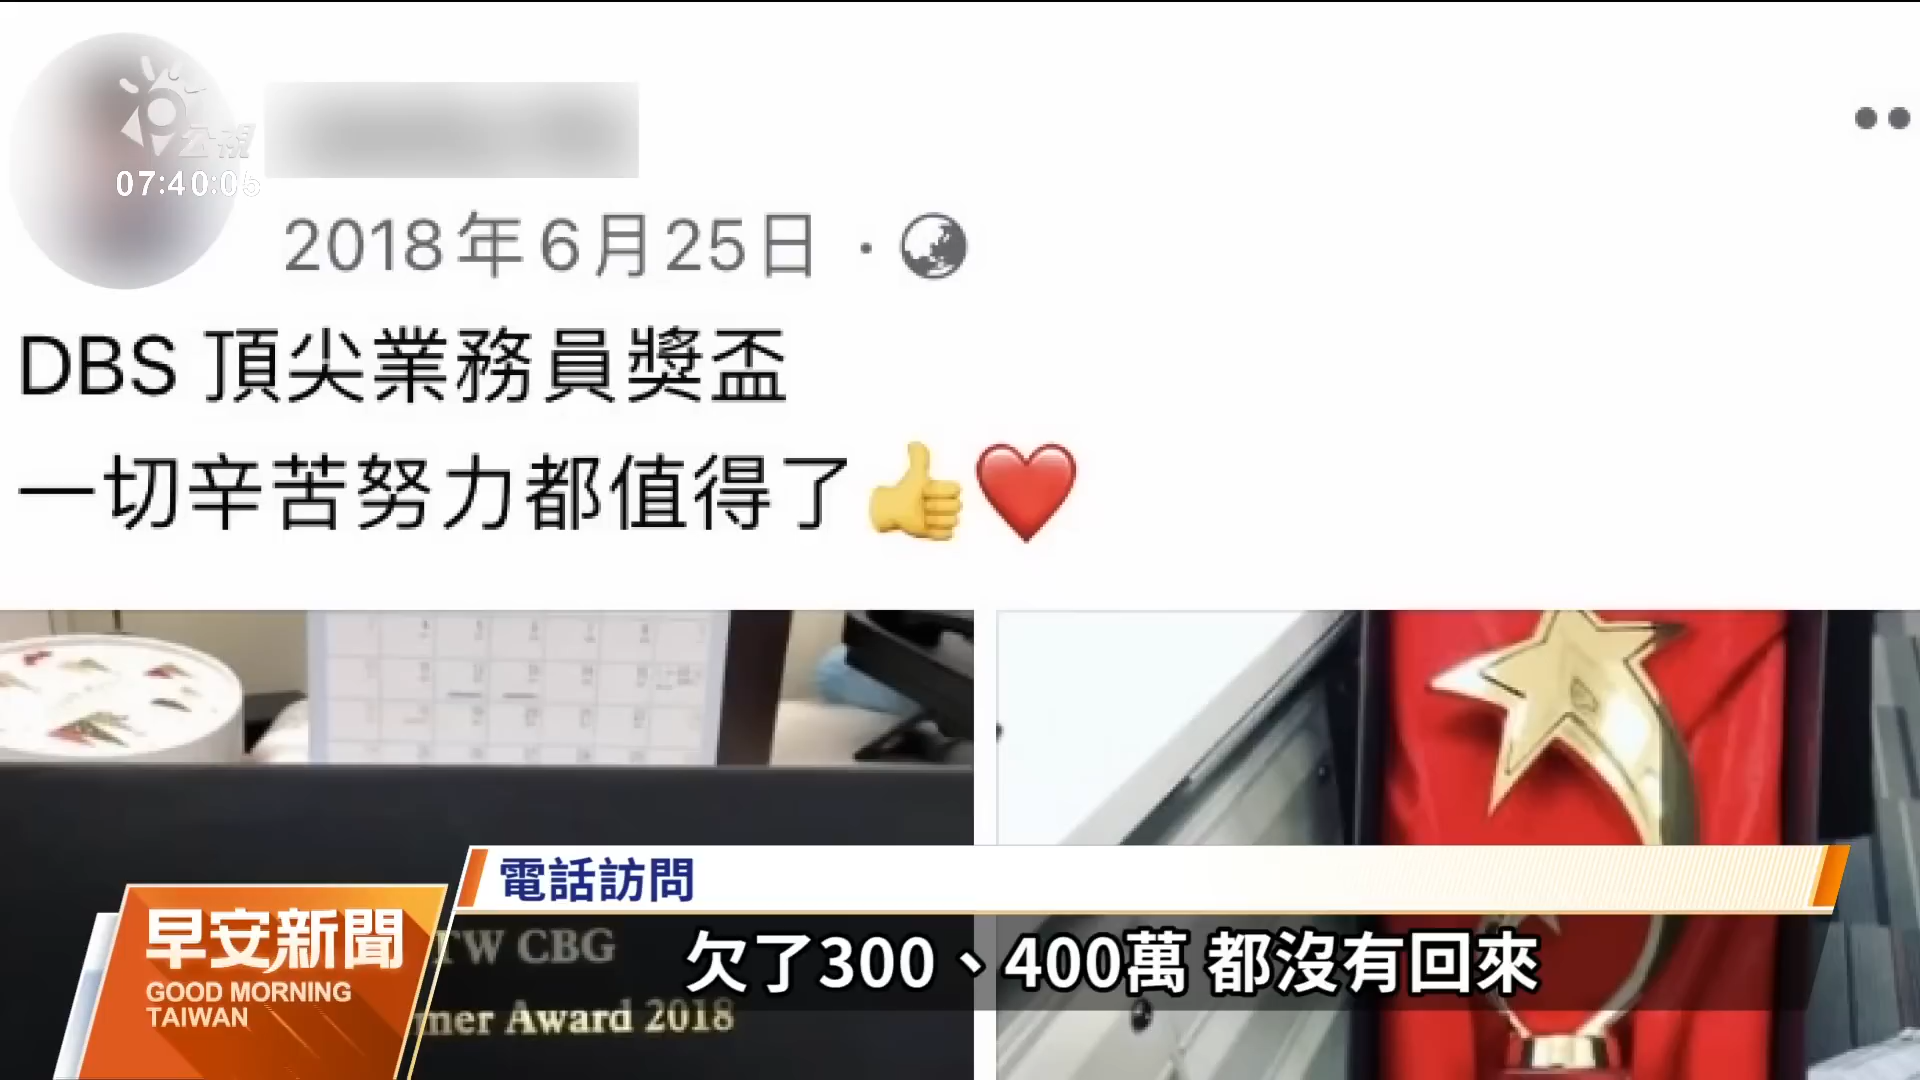 公視
07:40:05
2018年6月25日
DBS 頂尖業務員獎盃
一切辛苦努力都值得了👍❤️
電話訪問
早安新聞
GOOD MORNING
TAIWAN
TW CBG
mer Award 2018
欠了300、400萬 都沒有回來